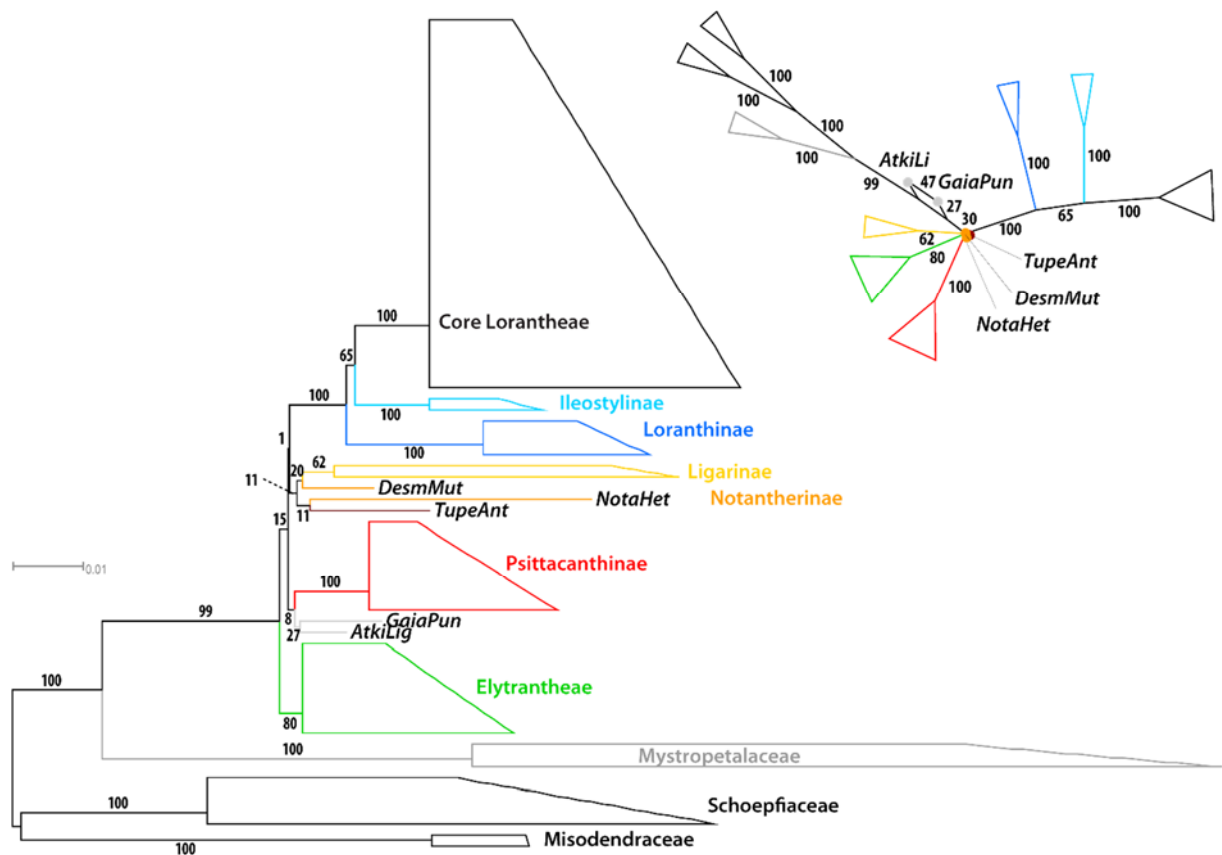 100
100
100
100
99
AtkiLi
47
GaiaPun
27
30
62
80
100
100
100
100
65
100
TupeAnt
DesmMut
NotaHet
100
Core Lorantheae
65
100
100
Ileostylinae
Loranthinae
100
1
20
62
Ligarinae
11
DesmMut
NotaHet
Notantherinae
11
TupeAnt
15
Psittacanthinae
100
0.01
8
GaiaPun
27
AtkiLig
99
Elytrantheae
80
100
100
Mystropetalaceae
100
Schoepfiaceae
Misodendraceae
100